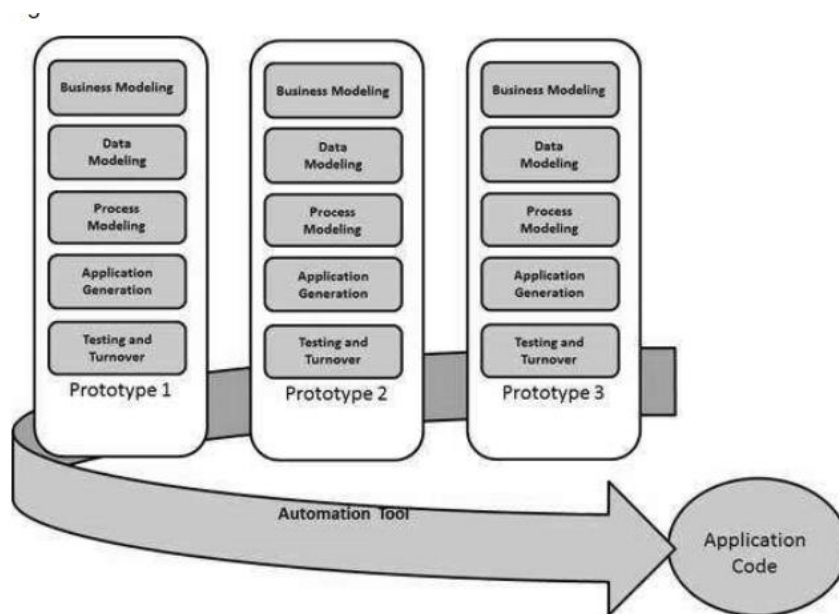 Business Modeling
Data
Modeling
Process
Modeling
Application
Generation
Testing and
Turnover
Prototype 1
Business Modeling
Data
Modeling
Process
Modeling
Application
Generation
Testing and
Turnover
Prototype 2
Business Modeling
Data
Modeling
Process
Modeling
Application
Generation
Testing and
Turnover
Prototype 3
Automation Tool
Application
Code